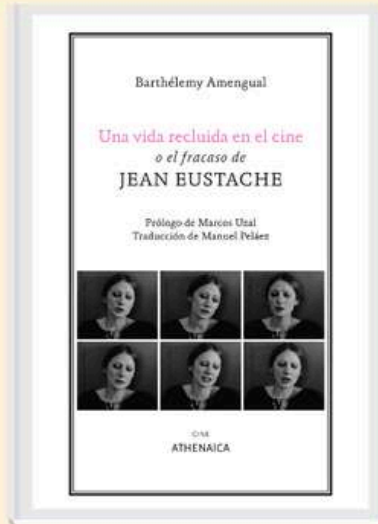 Barthélemy Amengual
Una vida recluida en el cine
o el fracaso de
JEAN EUSTACHE
Prólogo de Marcos Uzal
Traducción de Manuel Peláez
CINE
ATHENAICA